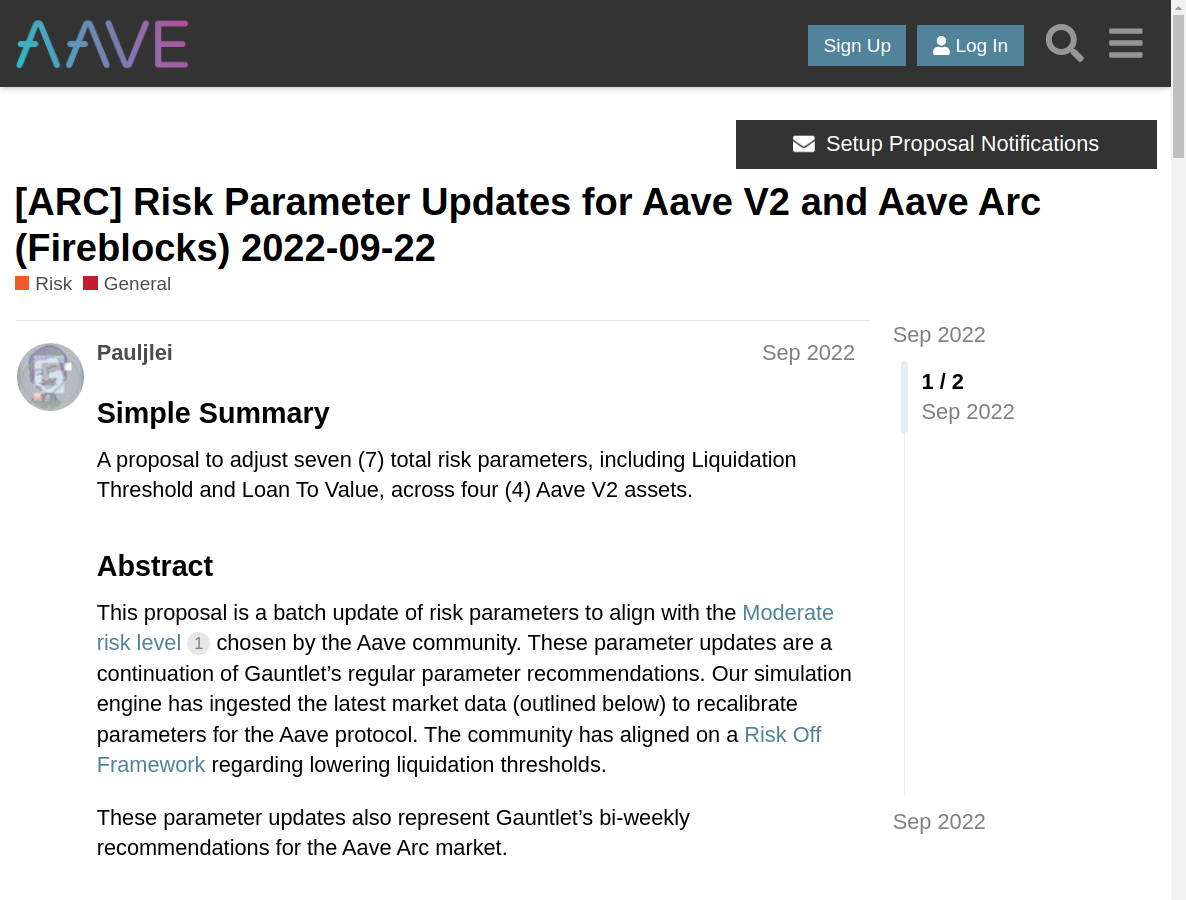 AAVE
Sign Up
Log In
Setup Proposal Notifications
[ARC] Risk Parameter Updates for Aave V2 and Aave Arc
(Fireblocks) 2022-09-22
Risk General
Pauljlei
Sep 2022
Simple Summary
A proposal to adjust seven (7) total risk parameters, including Liquidation
Threshold and Loan To Value, across four (4) Aave V2 assets.
Abstract
This proposal is a batch update of risk parameters to align with the Moderate
risk level 1 chosen by the Aave community. These parameter updates are a
continuation of Gauntlet’s regular parameter recommendations. Our simulation
engine has ingested the latest market data (outlined below) to recalibrate
parameters for the Aave protocol. The community has aligned on a Risk Off
Framework regarding lowering liquidation thresholds.
These parameter updates also represent Gauntlet’s bi-weekly
recommendations for the Aave Arc market.
Sep 2022
1 / 2
Sep 2022
Sep 2022